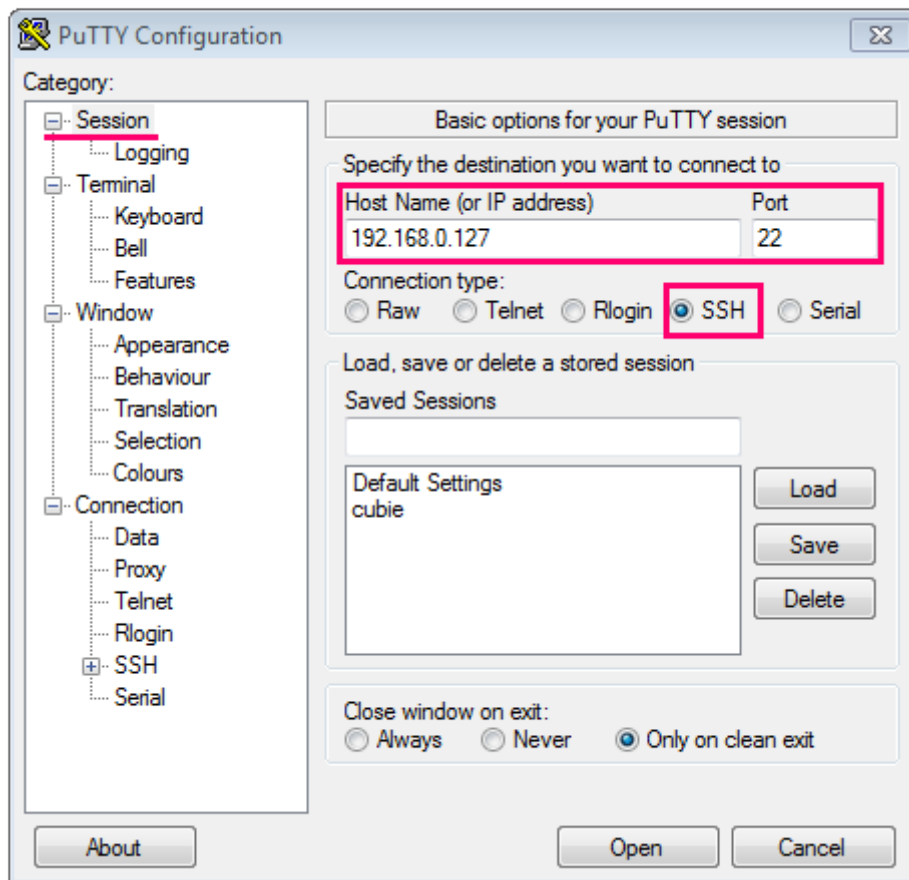 PuTTY Configuration
Category:
Session
Logging
Terminal
Keyboard
Bell
Features
Window
Appearance
Behaviour
Translation
Selection
Colours
Connection
Data
Proxy
Telnet
Rlogin
SSH
Serial
Basic options for your PuTTY session
Specify the destination you want to connect to
Host Name (or IP address) Port
192.168.0.127 22
Connection type:
Raw Telnet Rlogin SSH Serial
Load, save or delete a stored session
Saved Sessions
Default Settings
cubie
Load
Save
Delete
Close window on exit:
Always Never Only on clean exit
About Open Cancel